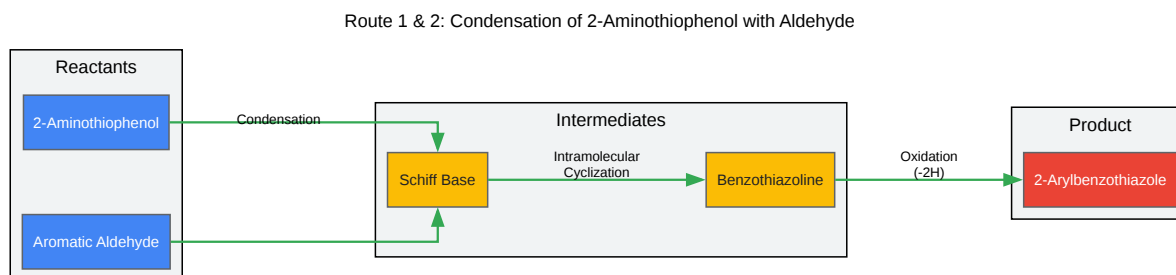 Route 1 & 2: Condensation of 2-Aminothiophenol with Aldehyde
Reactants
2-Aminothiophenol
Condensation
Aromatic Aldehyde
Intermediates
Schiff Base
Intramolecular
Cyclization
Benzothiazoline
Oxidation
(-2H)
Product
2-Arylbenzothiazole